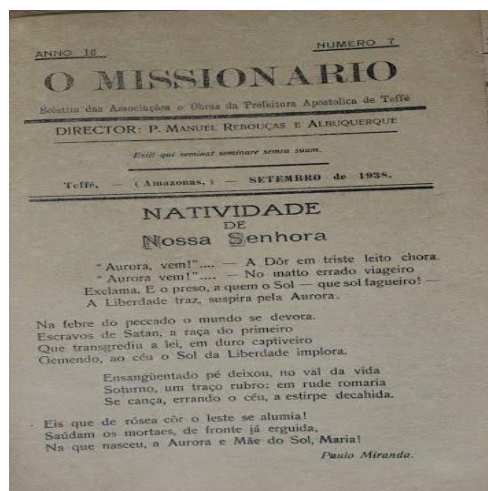 ANNO 18
NUMERO 7
O MISSIONARIO
Boletim das Associações e Obras da Prefeitura Apostolica de Teffé
DIRECTOR: P. MANUEL REBOUÇAS E ALBUQUERQUE
Exiit qui seminat seminare semen suum.
Teffé, — (Amazonas,) — SETEMBRO de 1938.
NATIVIDADE
DE
Nossa Senhora
"Aurora, vem!".... — A Dôr em triste leito chora.
"Aurora vem!".... — No matto errado viageiro
Exclama. E o preso, a quem o Sol — que sol fagueiro! —
A Liberdade traz, suspira pela Aurora.
Na febre do peccado o mundo se devora.
Escravos de Satan, a raça do primeiro
Que transgrediu a lei, em duro captiveiro
Gemendo, ao céu o Sol da Liberdade implora.
Ensangüentado pé deixou, no val da vida
Soturno, um traço rubro: em rude romaria
Se cança, errando o céu, a estirpe decahida.
Eis que de rósea côr o leste se alumia!
Saúdam os mortaes, de fronte já erguida,
Na que nasceu, a Aurora e Mãe do Sol, Maria!
Paulo Miranda.